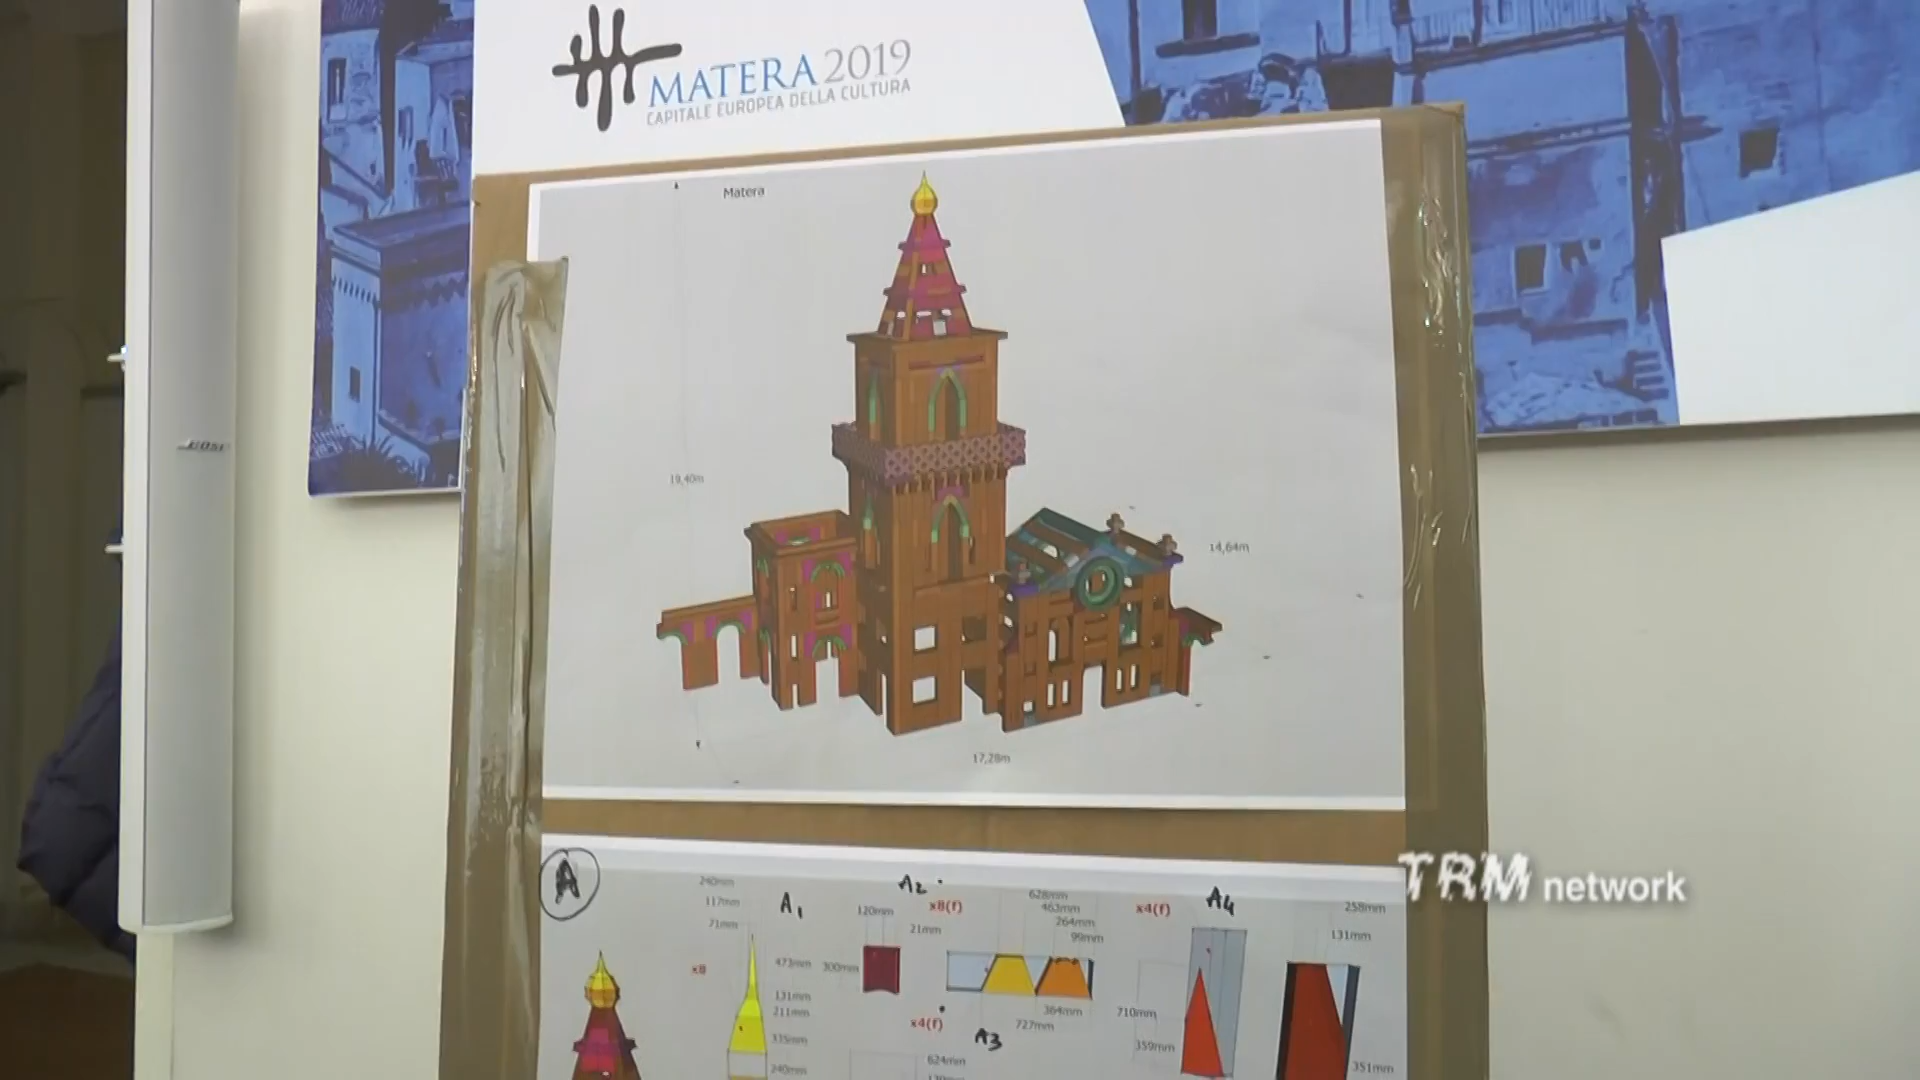 MATERA 2019
CAPITALE EUROPEA DELLA CULTURA
BOSE
Matera
19,40m
14,64m
17,28m
TRM network
A
240mm
117mm
71mm
A1
120mm
A2
x8(f)
21mm
628mm
463mm
264mm
99mm
x4(f)
A4
258mm
131mm
x8
473mm
300mm
131mm
211mm
335mm
240mm
x4(f)
A3
364mm
727mm
710mm
359mm
624mm
351mm